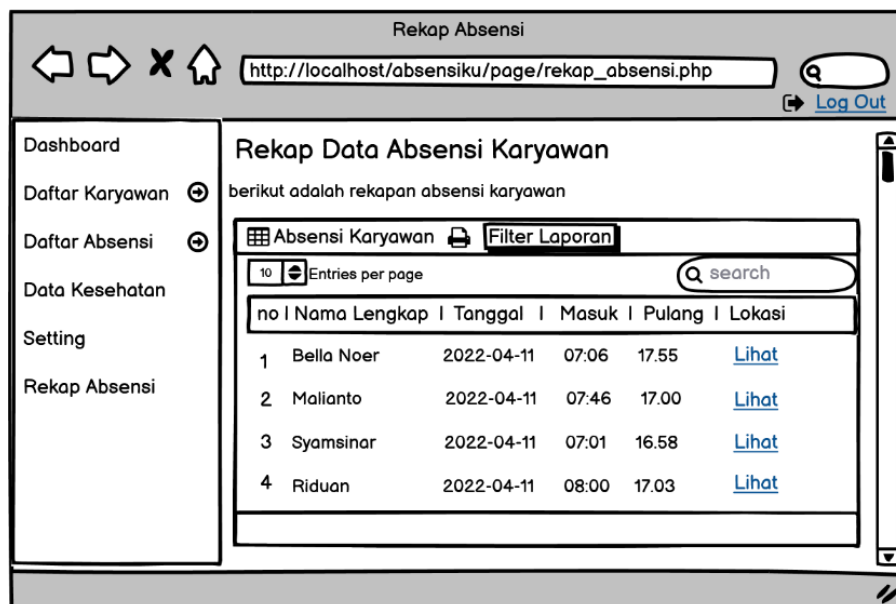 Rekap Absensi
http://localhost/absensiku/page/rekap_absensi.php
Log Out
Dashboard
Daftar Karyawan
Daftar Absensi
Data Kesehatan
Setting
Rekap Absensi
Rekap Data Absensi Karyawan
berikut adalah rekapan absensi karyawan
Absensi Karyawan Filter Laporan
10 Entries per page search
no | Nama Lengkap | Tanggal | Masuk | Pulang | Lokasi
1 Bella Noer 2022-04-11 07:06 17.55 Lihat
2 Malianto 2022-04-11 07:46 17.00 Lihat
3 Syamsinar 2022-04-11 07:01 16.58 Lihat
4 Riduan 2022-04-11 08:00 17.03 Lihat